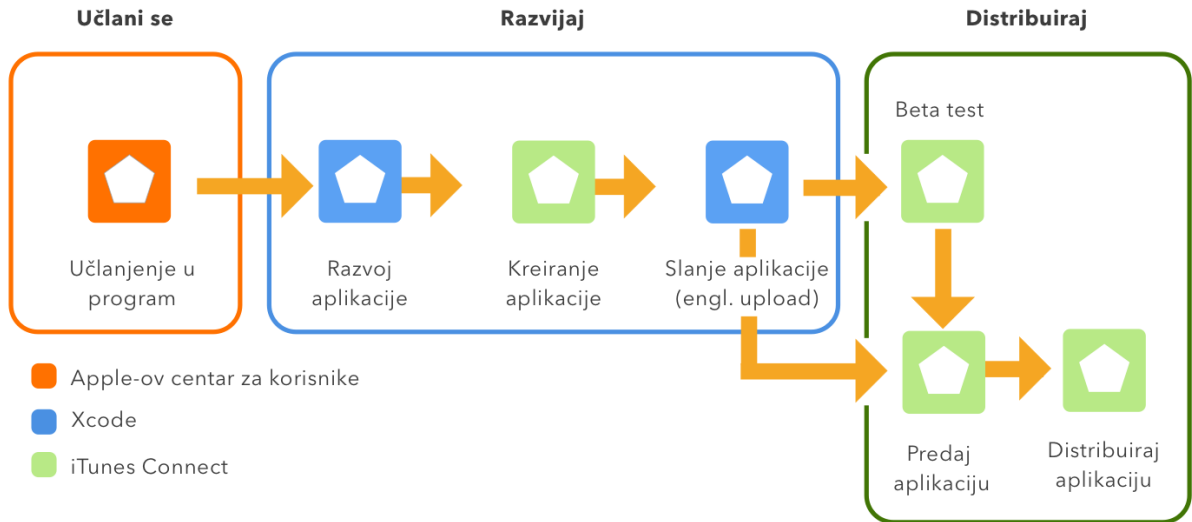 Učlani se
Razvijaj
Distribuiraj
Beta test
Učlanjenje u
program
Razvoj
aplikacije
Kreiranje
aplikacije
Slanje aplikacije
(engl. upload)
Apple-ov centar za korisnike
Xcode
iTunes Connect
Predaj
aplikaciju
Distribuiraj
aplikaciju